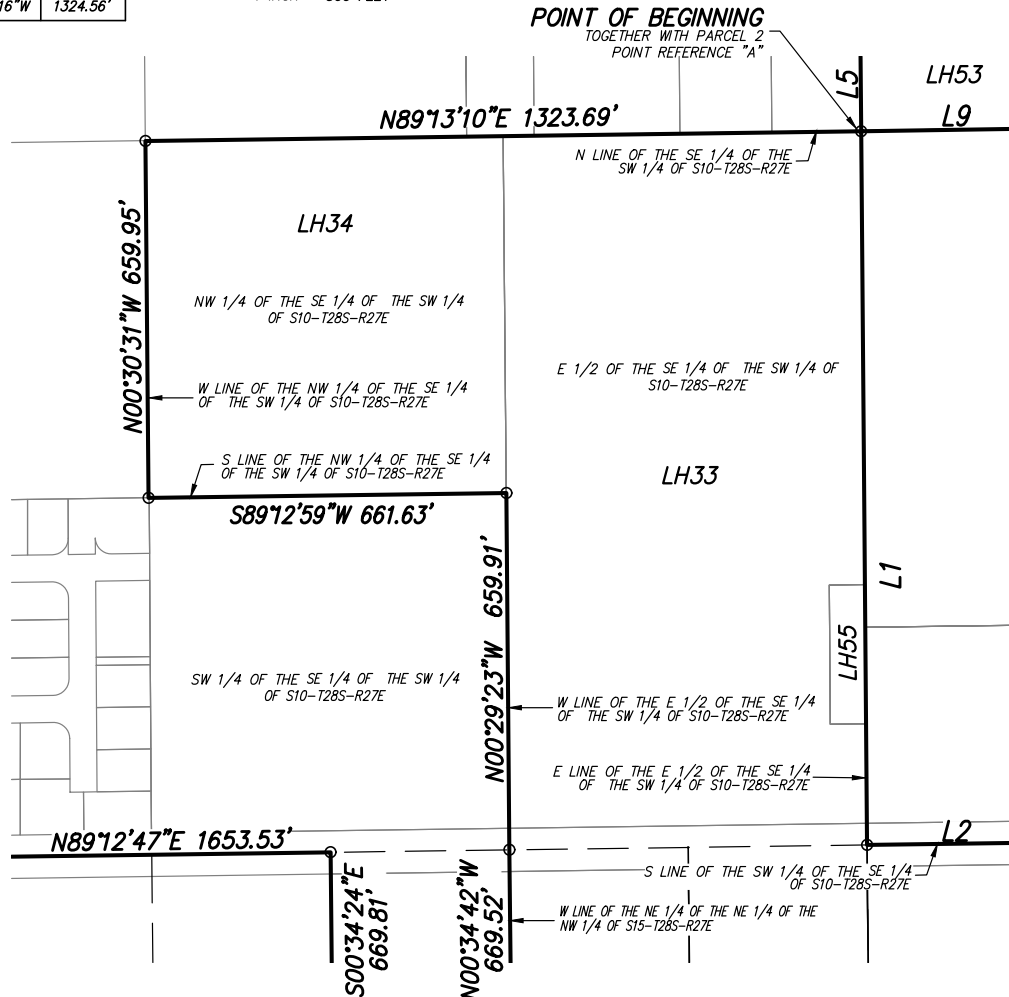 16"W 1324.56'
POINT OF BEGINNING
TOGETHER WITH PARCEL 2
POINT REFERENCE "A"
L5
LH53
L9
N89°13'10"E 1323.69'
N LINE OF THE SE 1/4 OF THE
SW 1/4 OF S10-T28S-R27E
LH34
N00°30'31"W 659.95'
NW 1/4 OF THE SE 1/4 OF THE SW 1/4
OF S10-T28S-R27E
E 1/2 OF THE SE 1/4 OF THE SW 1/4 OF
S10-T28S-R27E
W LINE OF THE NW 1/4 OF THE SE 1/4
OF THE SW 1/4 OF S10-T28S-R27E
S LINE OF THE NW 1/4 OF THE SE 1/4
OF THE SW 1/4 OF S10-T28S-R27E
LH33
S89°12'59"W 661.63'
N00°29'23"W 659.91'
L1
LH55
SW 1/4 OF THE SE 1/4 OF THE SW 1/4
OF S10-T28S-R27E
W LINE OF THE E 1/2 OF THE SE 1/4
OF THE SW 1/4 OF S10-T28S-R27E
E LINE OF THE E 1/2 OF THE SE 1/4
OF THE SW 1/4 OF S10-T28S-R27E
N89°12'47"E 1653.53'
L2
S LINE OF THE SW 1/4 OF THE SE 1/4
OF S10-T28S-R27E
S00°34'24"E
669.81'
N00°34'42"W
669.52'
W LINE OF THE NE 1/4 OF THE NE 1/4 OF THE
NW 1/4 OF S15-T28S-R27E